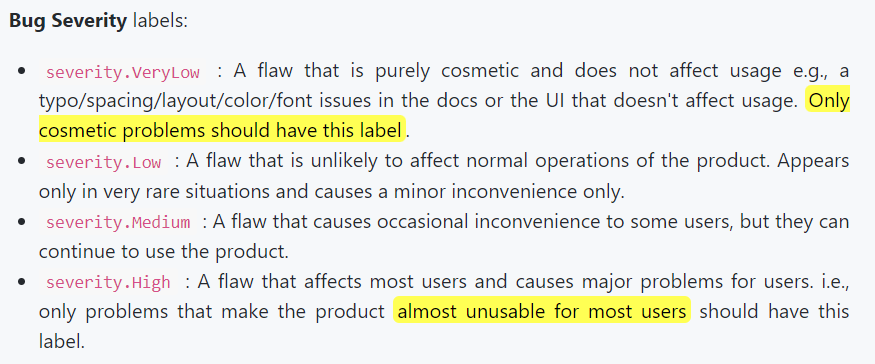 Bug Severity labels:
• severity.VeryLow : A flaw that is purely cosmetic and does not affect usage e.g., a
typo/spacing/layout/color/font issues in the docs or the UI that doesn't affect usage. Only
cosmetic problems should have this label.
• severity.Low : A flaw that is unlikely to affect normal operations of the product. Appears
only in very rare situations and causes a minor inconvenience only.
• severity.Medium : A flaw that causes occasional inconvenience to some users, but they can
continue to use the product.
• severity.High : A flaw that affects most users and causes major problems for users. i.e.,
only problems that make the product almost unusable for most users should have this
label.